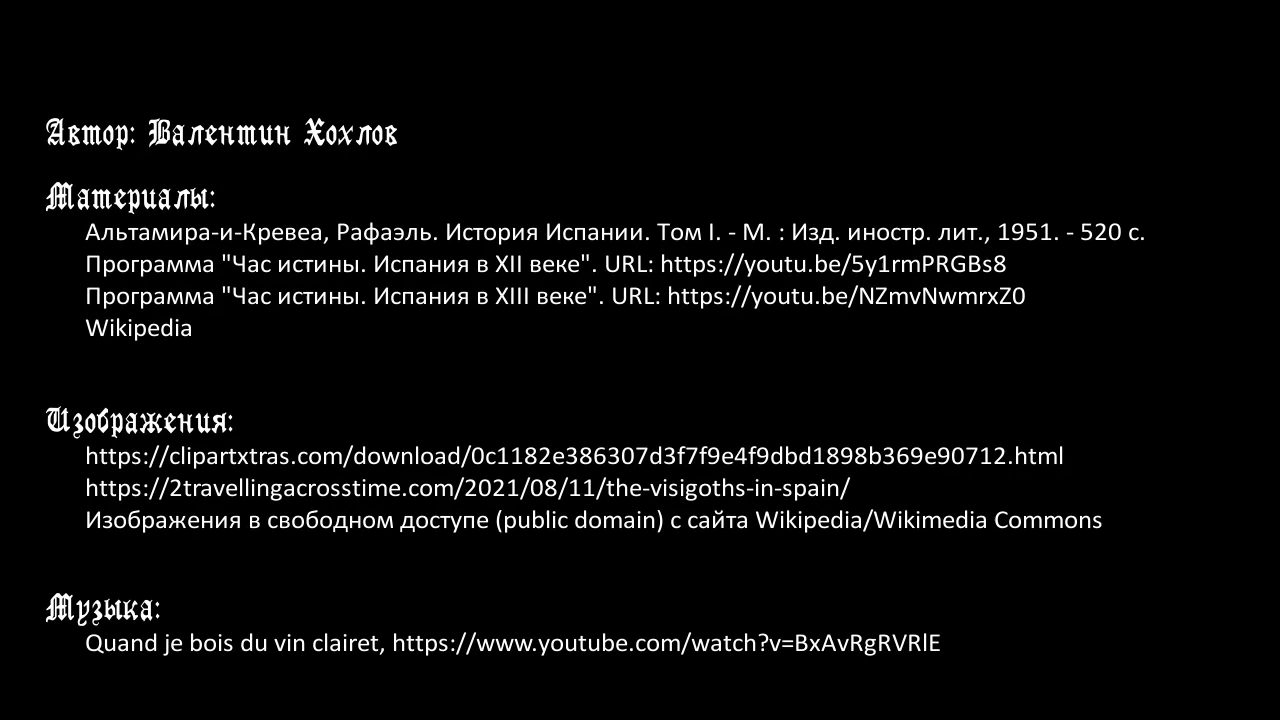 Автор: Валентин Хохлов
Материалы:
Альтамира-и-Кревеа, Рафаэль. История Испании. Том I. - М. : Изд. иностр. лит., 1951. - 520 с.
Программа "Час истины. Испания в XII веке". URL: https://youtu.be/5y1rmPRGBs8
Программа "Час истины. Испания в XIII веке". URL: https://youtu.be/NZmvNwmrxZ0
Wikipedia
Изображения:
https://clipartxtras.com/download/0c1182e386307d3f7f9e4f9dbd1898b369e90712.html
https://2travellingacrosstime.com/2021/08/11/the-visigoths-in-spain/
Изображения в свободном доступе (public domain) с сайта Wikipedia/Wikimedia Commons
Музыка:
Quand je bois du vin clairet, https://www.youtube.com/watch?v=BxAvRgRVRlE